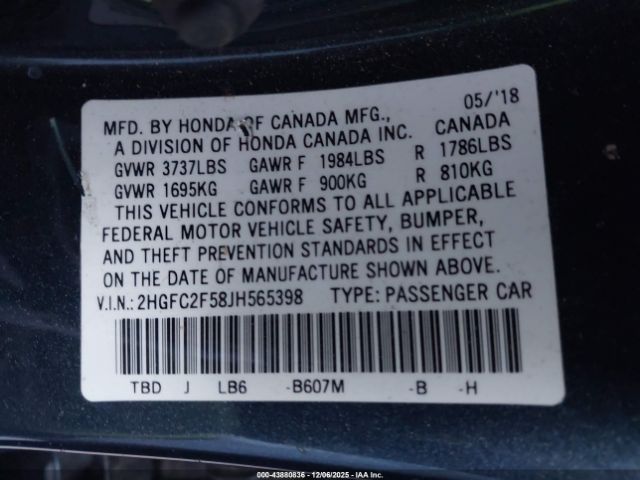 05/'18
MFD. BY HONDA OF CANADA MFG., CANADA
A DIVISION OF HONDA CANADA INC.
GVWR 3737LBS GAWR F 1984LBS R 1786LBS
GVWR 1695KG GAWR F 900KG R 810KG
THIS VEHICLE CONFORMS TO ALL APPLICABLE
FEDERAL MOTOR VEHICLE SAFETY, BUMPER,
AND THEFT PREVENTION STANDARDS IN EFFECT
ON THE DATE OF MANUFACTURE SHOWN ABOVE.
V.I.N.: 2HGFC2F58JH565398 TYPE: PASSENGER CAR
TBD J LB6 -B607M -B -H
000-43880836 - 12/06/2025 - IAA Inc.